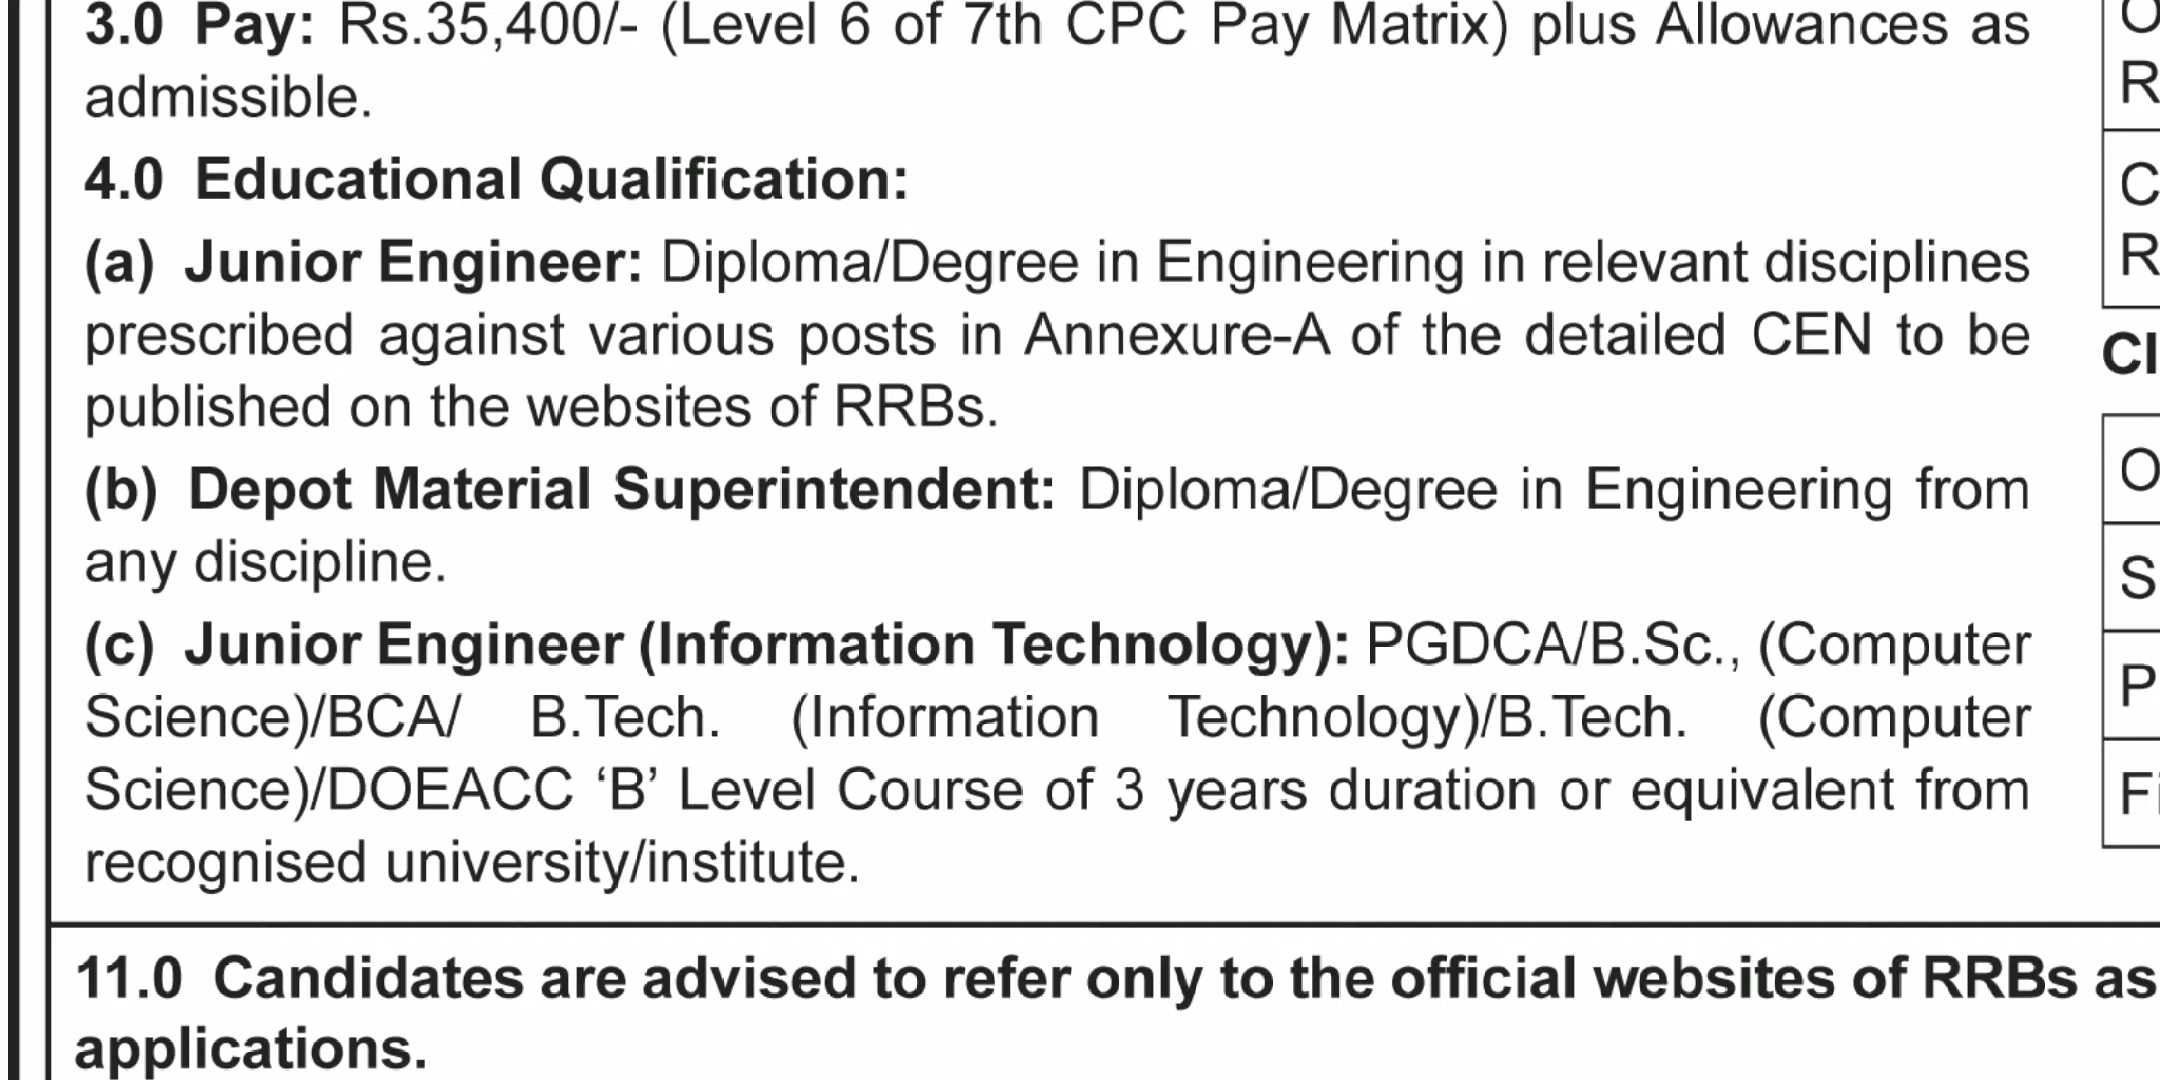 3.0 Pay: Rs.35,400/- (Level 6 of 7th CPC Pay Matrix) plus Allowances as
admissible.
4.0 Educational Qualification:
(a) Junior Engineer: Diploma/Degree in Engineering in relevant disciplines
prescribed against various posts in Annexure-A of the detailed CEN to be
published on the websites of RRBs.
(b) Depot Material Superintendent: Diploma/Degree in Engineering from
any discipline.
(c) Junior Engineer (Information Technology): PGDCA/B.Sc., (Computer
Science)/BCA/ B.Tech. (Information Technology)/B.Tech. (Computer
Science)/DOEACC ‘B’ Level Course of 3 years duration or equivalent from
recognised university/institute.
11.0 Candidates are advised to refer only to the official websites of RRBs as
applications.